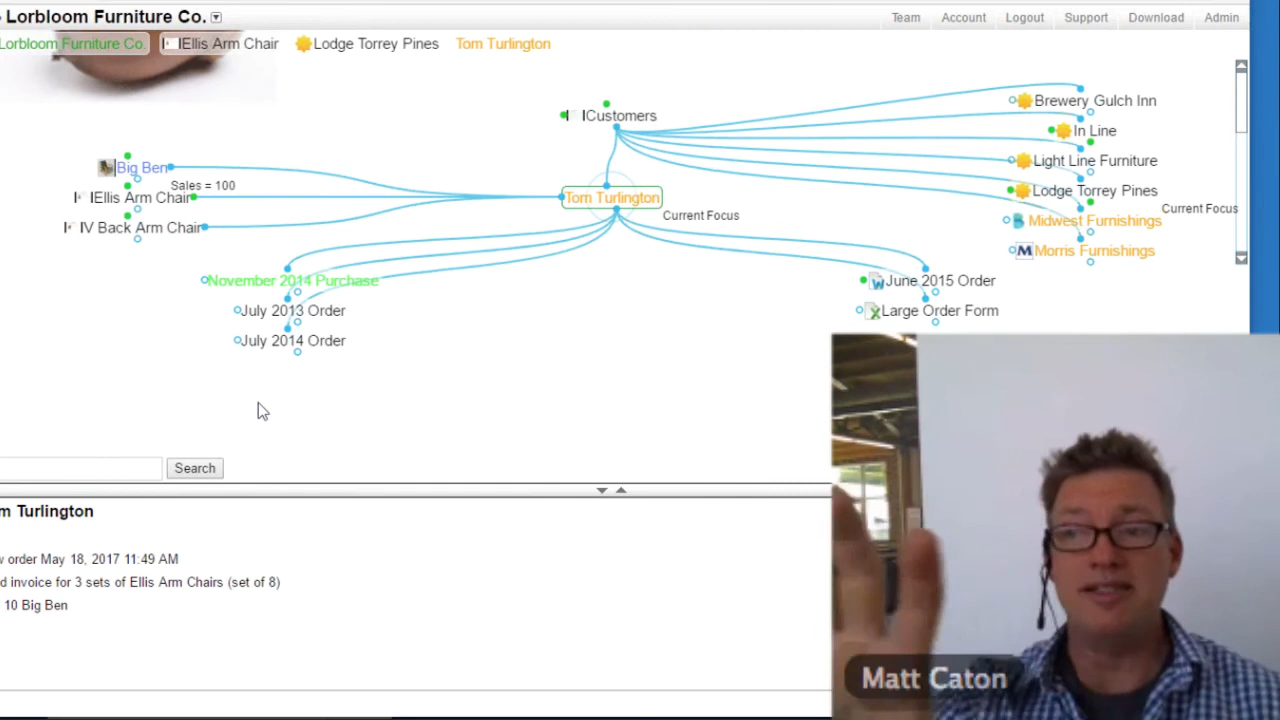 Lorbloom Furniture Co.
Team Account Logout Support Download Admin
Lorbloom Furniture Co. Ellis Arm Chair Lodge Torrey Pines Tom Turlington
Customers
Brewery Gulch Inn
In Line
Light Line Furniture
Lodge Torrey Pines
Current Focus
Midwest Furnishings
Morris Furnishings
Big Ben
Sales = 100
Ellis Arm Chair
IV Back Arm Chair
Tom Turlington
Current Focus
November 2014 Purchase
July 2013 Order
July 2014 Order
June 2015 Order
Large Order Form
Search
m Turlington
w order May 18, 2017 11:49 AM
d invoice for 3 sets of Ellis Arm Chairs (set of 8)
10 Big Ben
Matt Caton